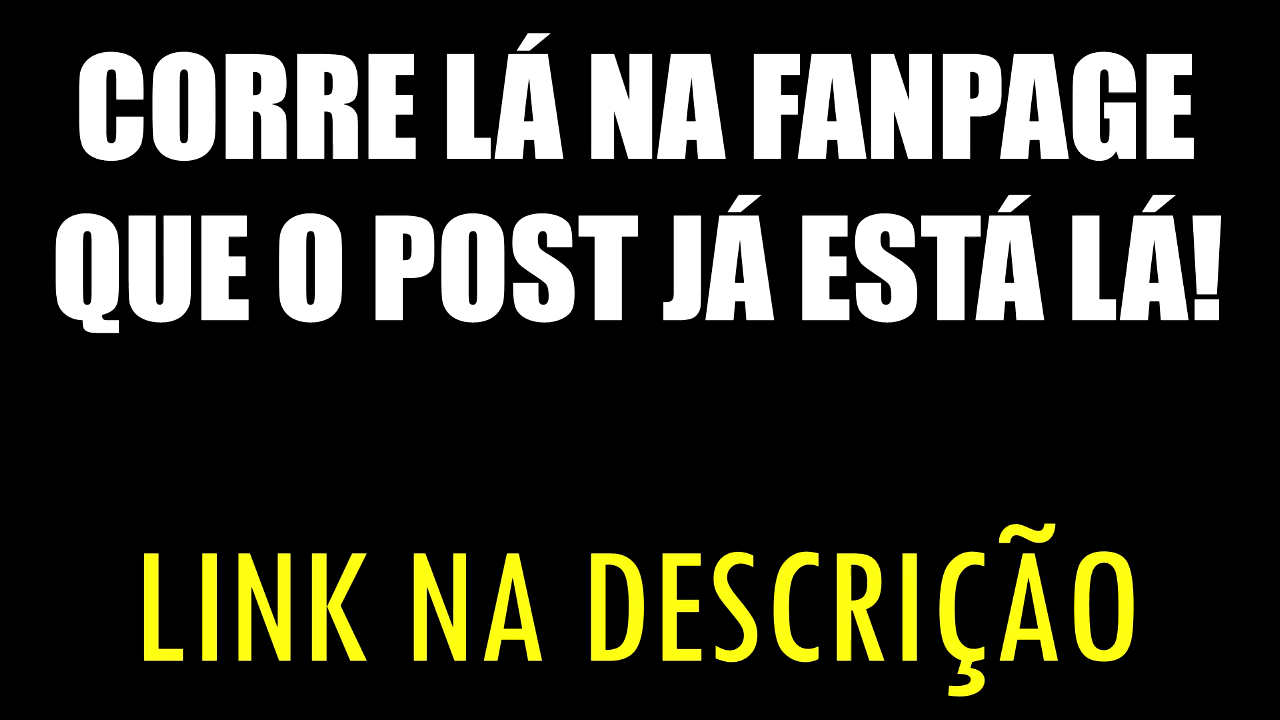 CORRE LÁ NA FANPAGE
QUE O POST JÁ ESTÁ LÁ!
LINK NA DESCRIÇÃO